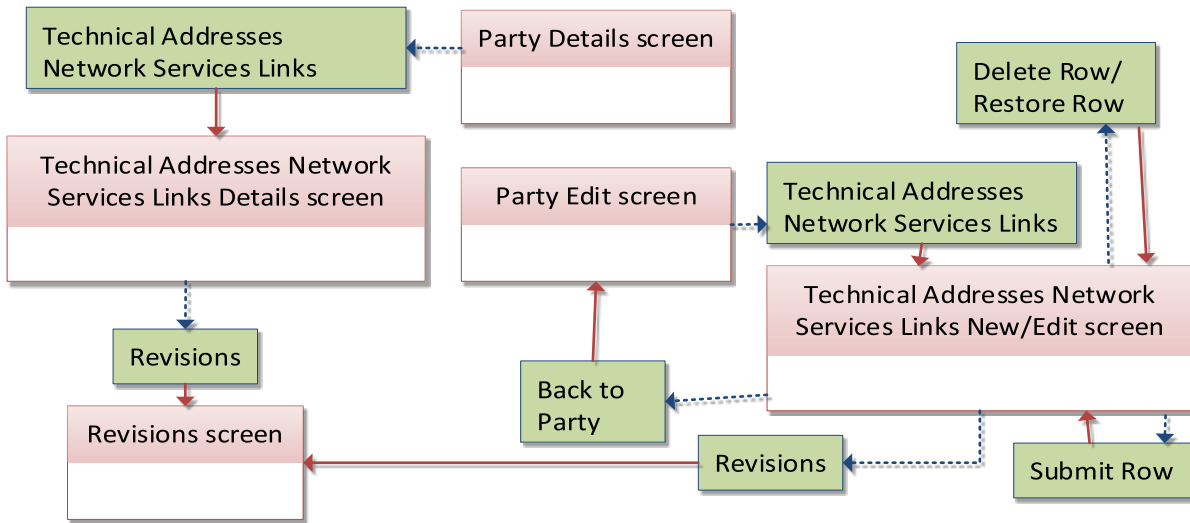 Technical Addresses
Network Services Links
Party Details screen
Delete Row/
Restore Row
Technical Addresses Network
Services Links Details screen
Party Edit screen
Technical Addresses
Network Services Links
Technical Addresses Network
Services Links New/Edit screen
Revisions
Back to
Party
Revisions screen
Revisions
Submit Row